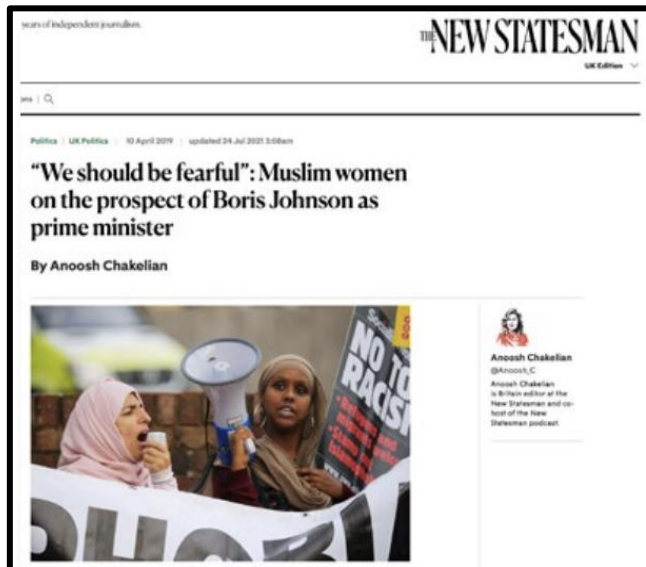 years of independent journalism.
THE NEW STATESMAN
UK Edition
Politics | UK Politics | 10 April 2019 | updated 24 Jul 2021 3:08am
“We should be fearful”: Muslim women
on the prospect of Boris Johnson as
prime minister
By Anoosh Chakelian
NO TO
RACIS
PHOBI
Anoosh Chakelian
@Anoosh_C
Anoosh Chakelian
is Britain editor at the
New Statesman and co-
host of the New
Statesman podcast.